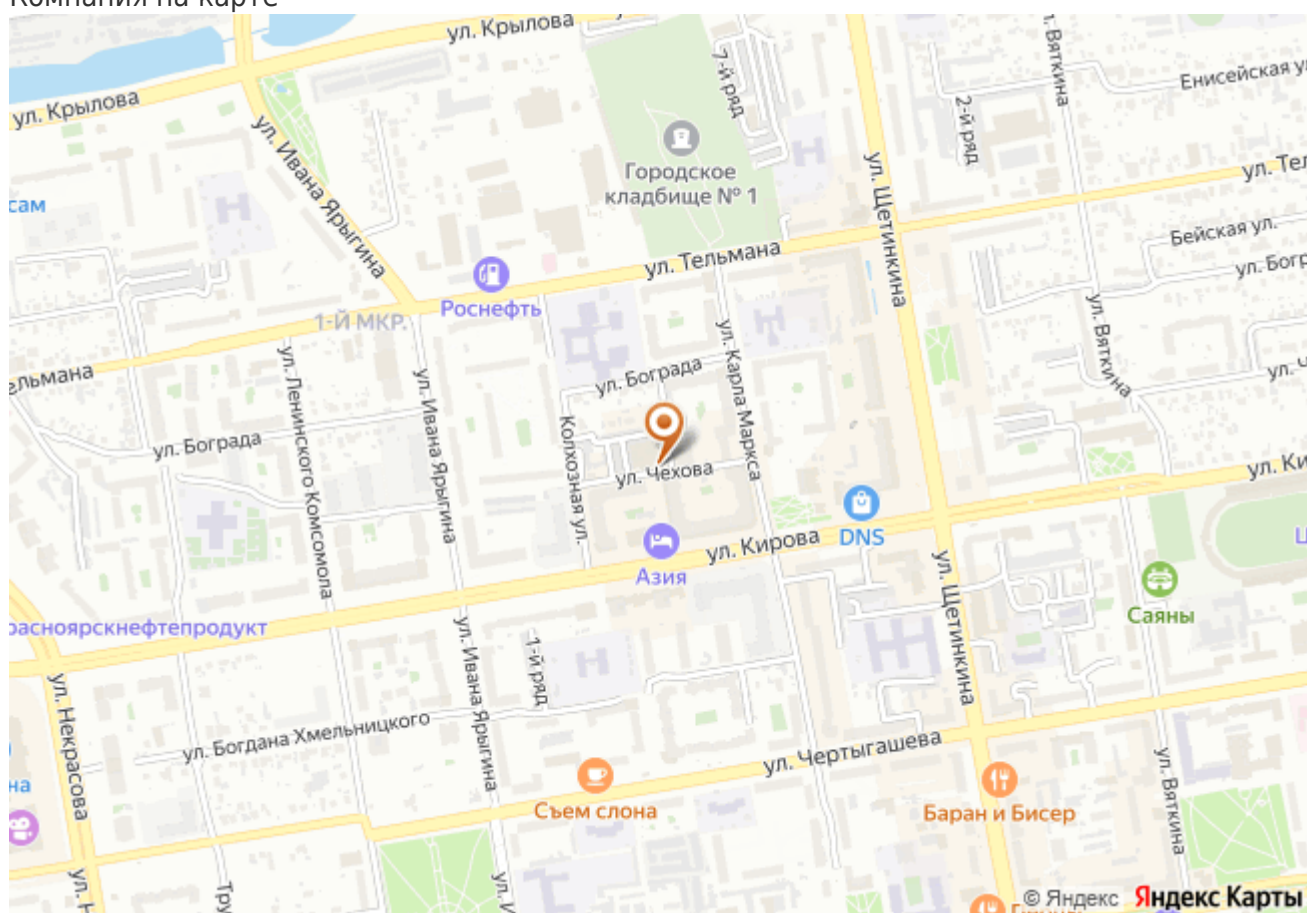 Компания на карте
ул. Крылова
ул. Крылова
ул. Ивана Ярыгина
7-й ряд
2-й ряд
ул. Вяткина
Енисейская
Городское
кладбище № 1
ул. Щетинкина
ул. Тельмана
Бейская ул.
Роснефть
1-Й МКР.
ул. Карла Маркса
ул. Вяткина
ул. Ленинского Комсомола
ул. Ивана Ярыгина
ул. Бограда
ул. Бограда
Колхозная ул.
ул. Чехова
DNS
ул. Кирова
Азия
ул. Щетинкина
Саяны
ул. Некрасова
ул. Ивана Ярыгина
1-й ряд
ул. Богдана Хмельницкого
ул. Чертыгашева
Съем слона
Баран и Бисер
ул. Вяткина
© Яндекс Яндекс Карты